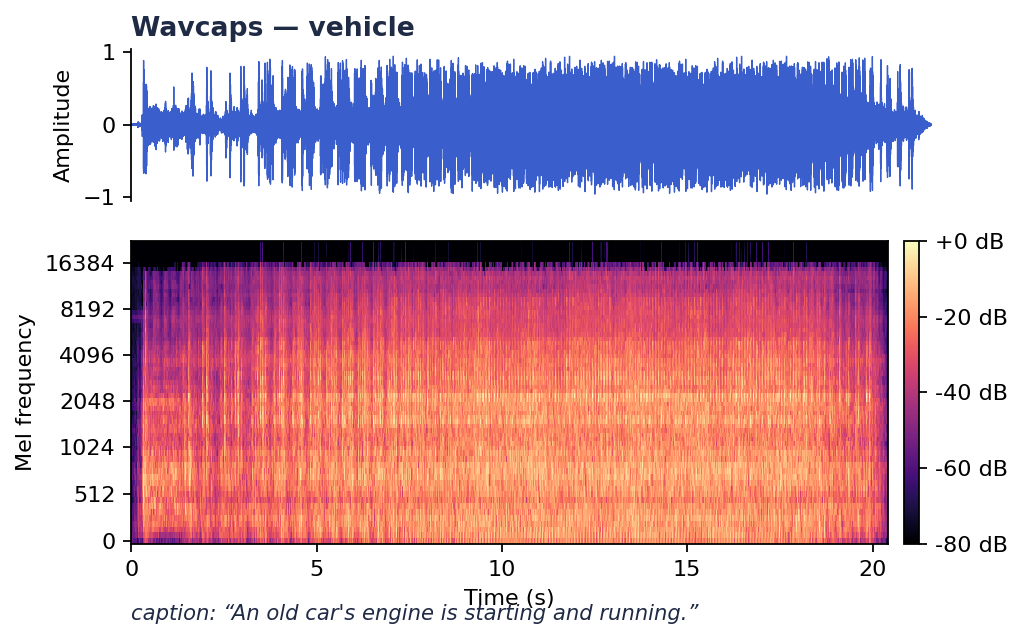 Wavcaps — vehicle
1
0
−1
Amplitude
16384
8192
4096
2048
1024
512
0
Mel frequency
+0 dB
-20 dB
-40 dB
-60 dB
-80 dB
0 5 10 15 20
Time (s)
caption: “An old car's engine is starting and running.”